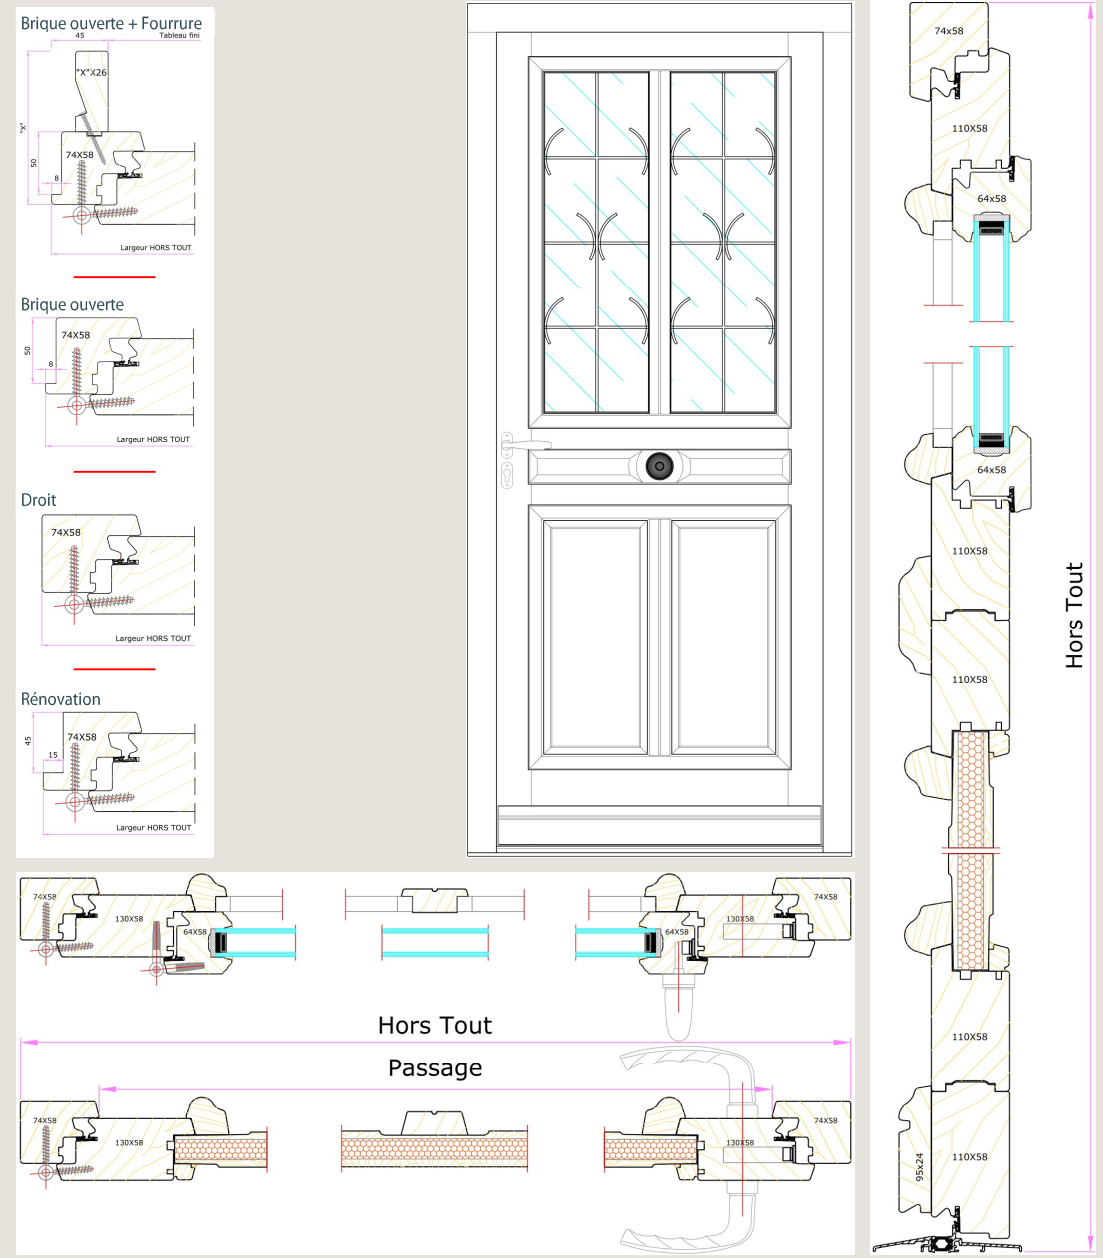 Brique ouverte + Fourrure
45
Tableau fini
"X"X26
"X"
50
8
74X58
Largeur HORS TOUT
Brique ouverte
74X58
50
8
Largeur HORS TOUT
Droit
74X58
Largeur HORS TOUT
Rénovation
74X58
45
15
Largeur HORS TOUT
74x58
110X58
64x58
64x58
110X58
110X58
110X58
110X58
95x24
Hors Tout
74X58
130X58
64X58
64X58
130X58
74X58
Hors Tout
Passage
74X58
130X58
130X58
74X58